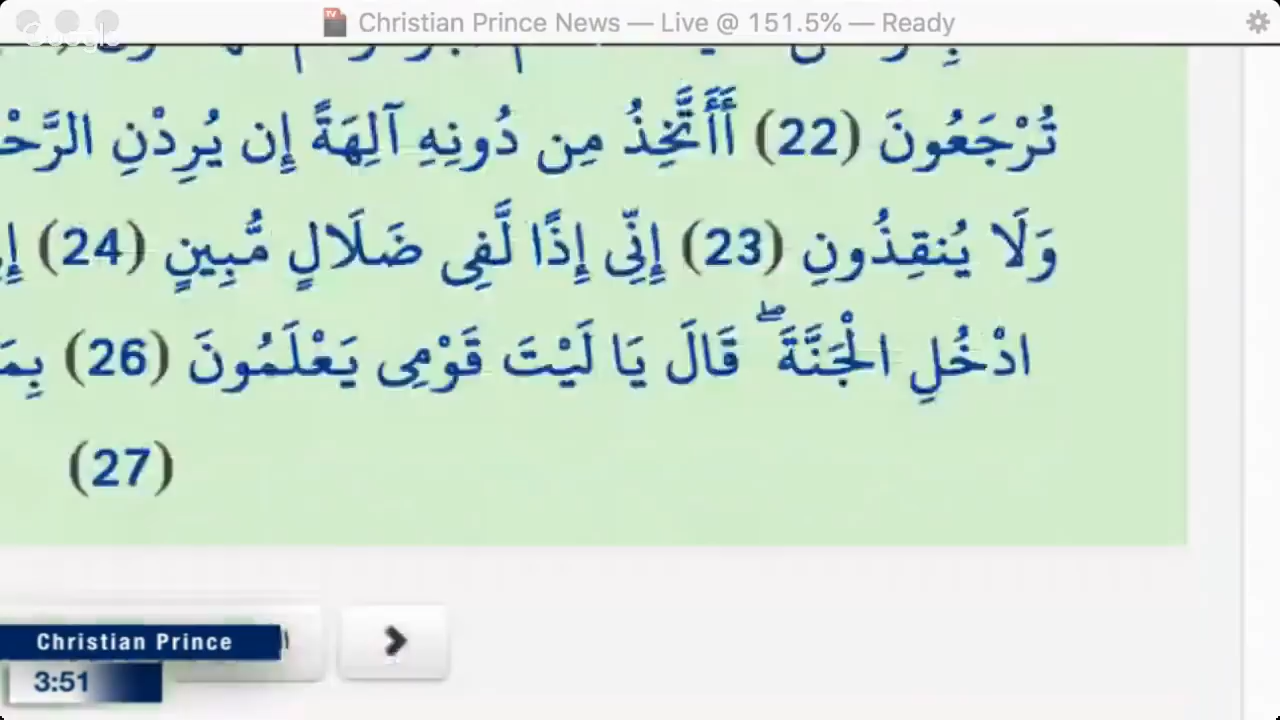 Christian Prince News — Live @ 151.5% — Ready
Google
تُرْجَعُونَ (22) أَأَتَّخِذُ مِن دُونِهِ آلِهَةً إِن يُرِدْنِ
وَلَا يُنقِذُونِ (23) إِنِّي إِذًا لَّفِي ضَلَالٍ مُّبِينٍ (24)
ادْخُلِ الْجَنَّةَ ۖ قَالَ يَا لَيْتَ قَوْمِي يَعْلَمُونَ (26)
(27)
Christian Prince
3:51